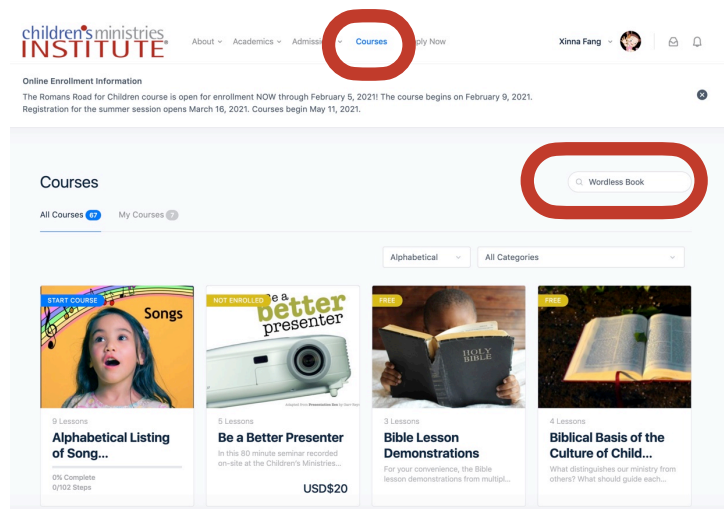 children's ministries
INSTITUTE®
About Academics Admissio Courses ply Now
Xinna Fang
Online Enrollment Information
The Romans Road for Children course is open for enrollment NOW through February 5, 2021! The course begins on February 9, 2021.
Registration for the summer session opens March 16, 2021. Courses begin May 11, 2021.
Courses
Wordless Book
All Courses 67 My Courses 7
Alphabetical All Categories
START COURSE
Songs
9 Lessons
Alphabetical Listing
of Song...
0% Complete
0/102 Steps
NOT ENROLLED
Be a
better
presenter
5 Lessons
Be a Better Presenter
In this 80 minute seminar recorded
on-site at the Children's Ministries...
USD$20
FREE
HOLY
BIBLE
3 Lessons
Bible Lesson
Demonstrations
For your convenience, the Bible
lesson demonstrations from multipl...
FREE
4 Lessons
Biblical Basis of the
Culture of Child...
What distinguishes our ministry from
others? What should guide each...